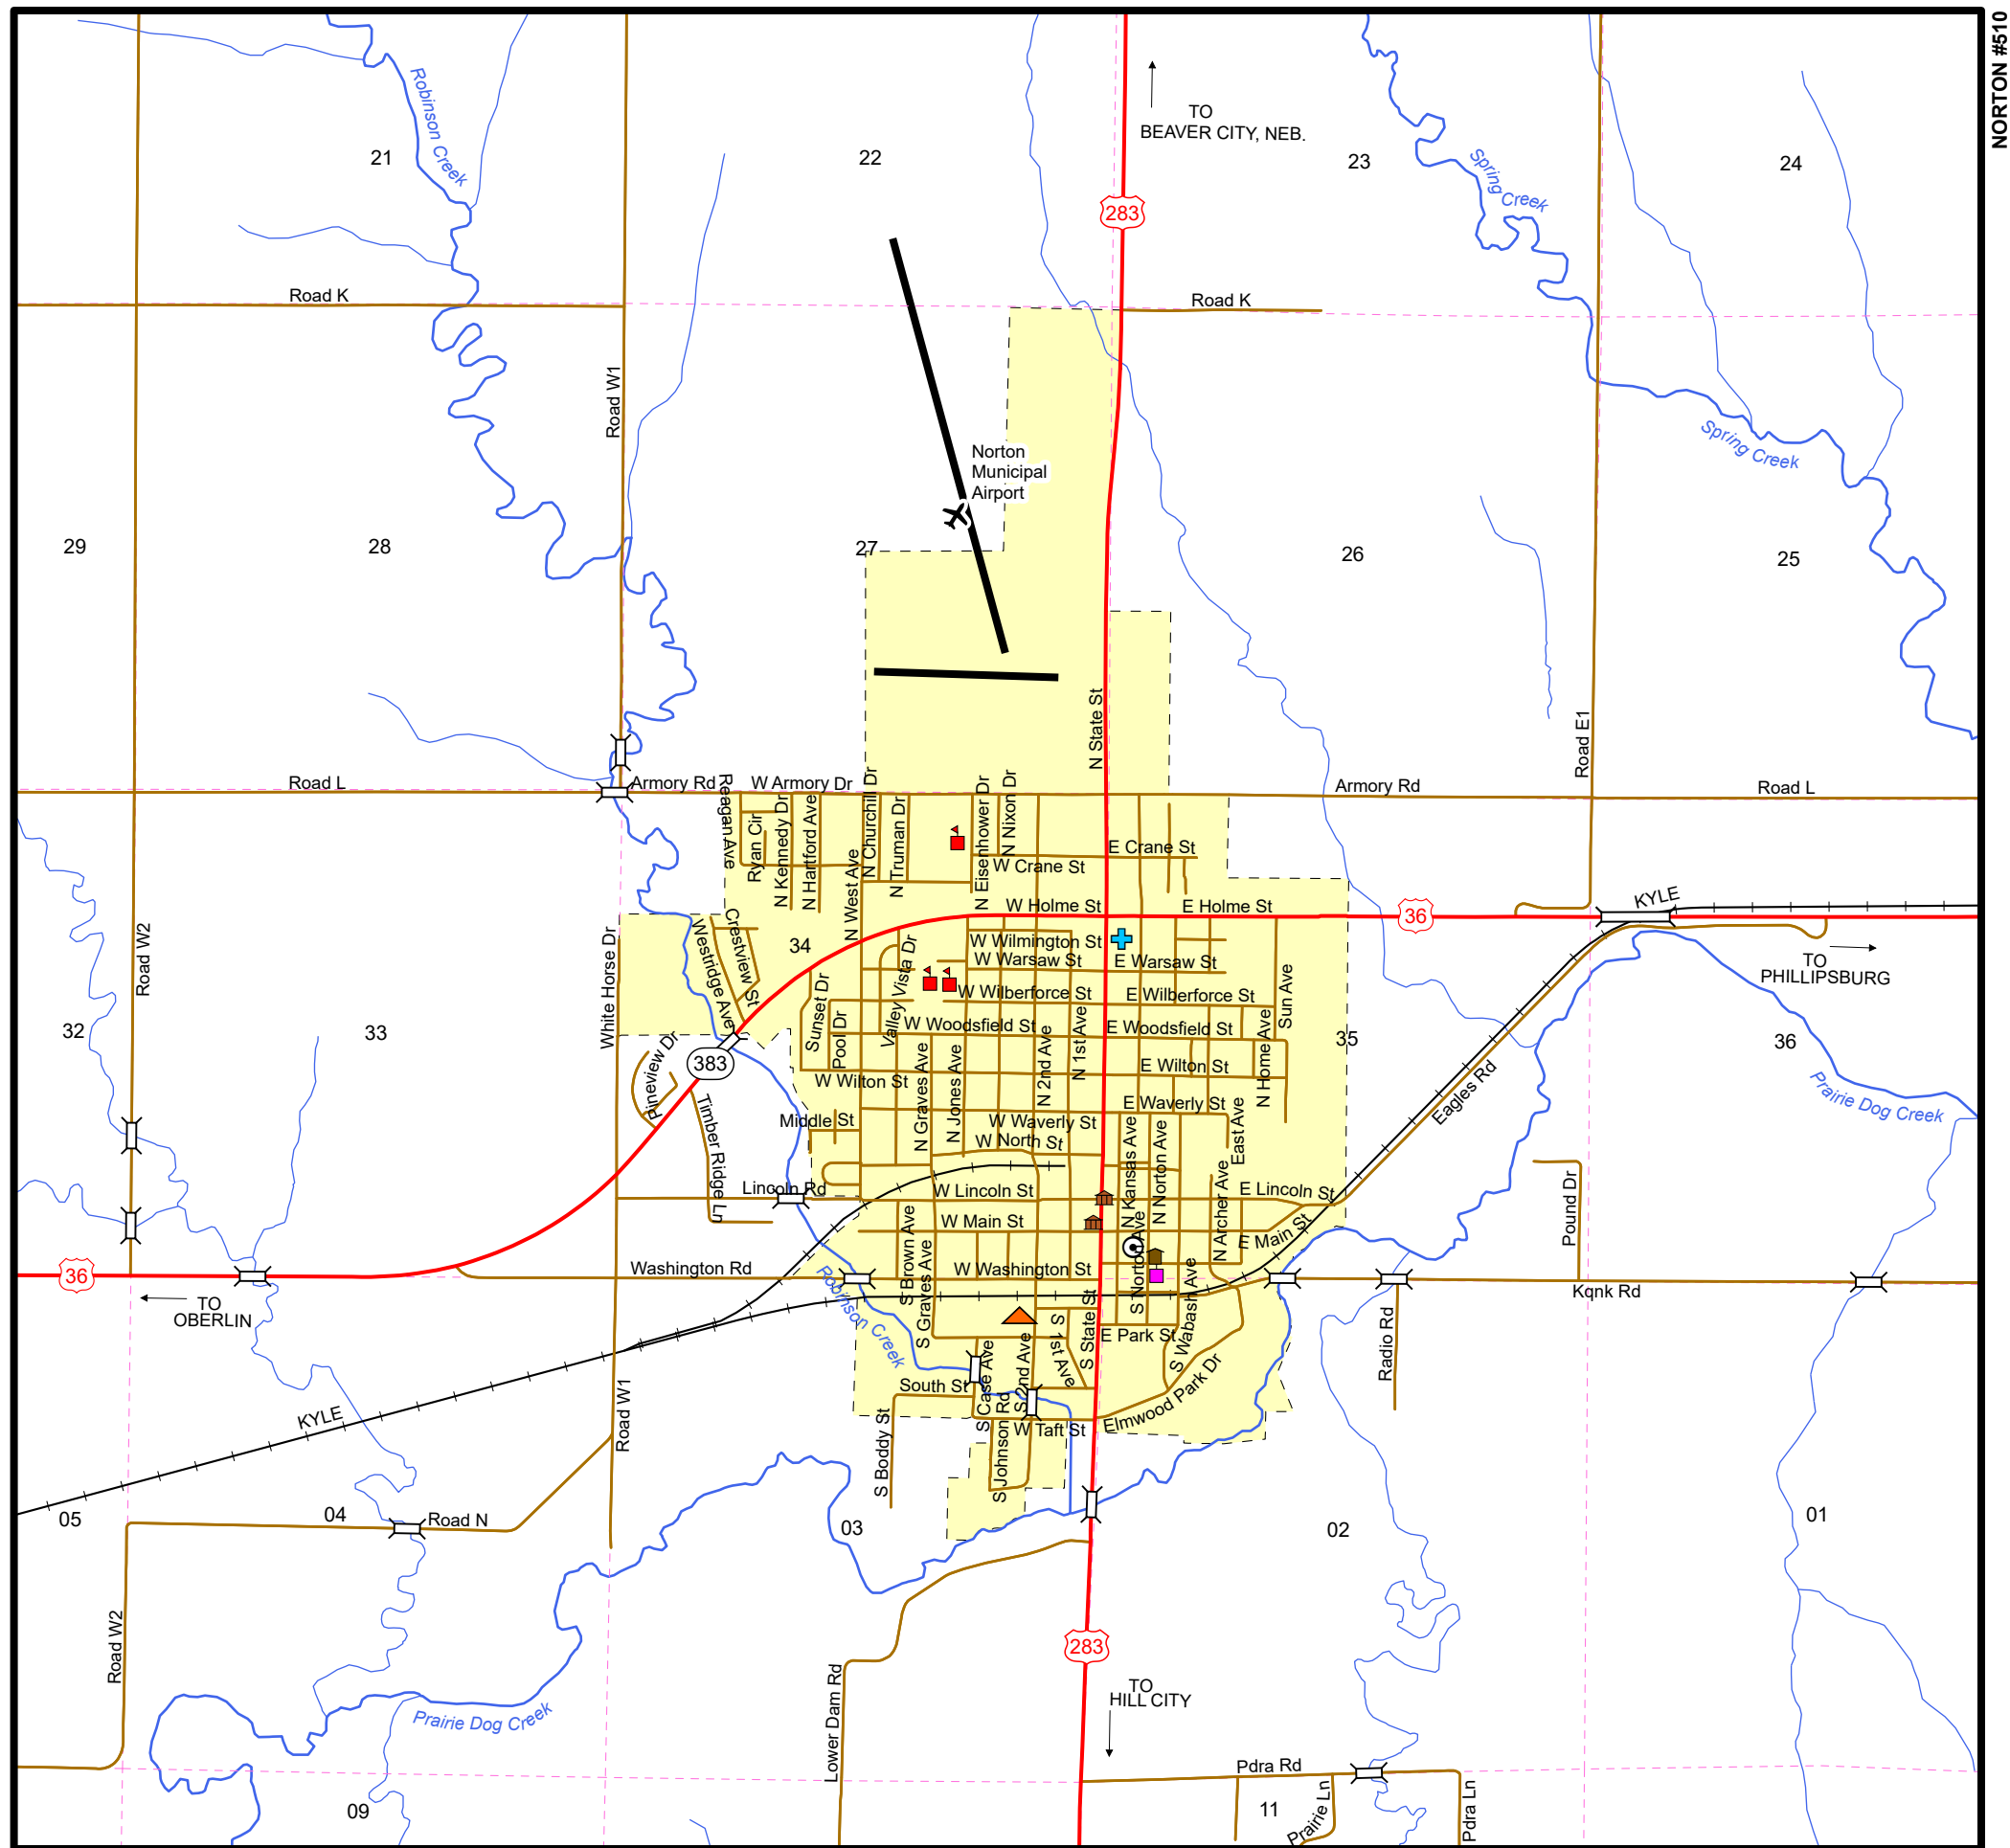 NORTON #510
TO
BEAVER CITY, NEB.
21
22
23
24
Robinson Creek
Spring Creek
283
Road K
Road K
Road W1
Norton
Municipal
Airport
Spring Creek
29
28
27
26
25
N State St
Road E1
Road L
Armory Rd
W Armory Dr
Armory Rd
Road L
Reagan Ave
Ryan Cir
N Kennedy Dr
N Hartford Ave
N West Ave
N Churchill Dr
N Truman Dr
N Eisenhower Dr
N Nixon Dr
E Crane St
W Crane St
W Holme St
E Holme St
36
KYLE
Road W2
White Horse Dr
Westridge Ave
Crestview St
34
Sunset Dr
Pool Dr
Valley Vista Dr
W Wilmington St
W Warsaw St
E Warsaw St
W Wilberforce St
E Wilberforce St
W Woodsfield St
E Woodsfield St
Sun Ave
TO
PHILLIPSBURG
32
33
35
36
383
Pineview Dr
Timber Ridge Ln
W Wilton St
E Wilton St
N Graves Ave
N Jones Ave
N 2nd Ave
N 1st Ave
N Home Ave
Eagles Rd
Prairie Dog Creek
Middle St
E Waverly St
W Waverly St
W North St
N Kansas Ave
N Norton Ave
East Ave
N Archer Ave
Lincoln Rd
W Lincoln St
E Lincoln St
W Main St
E Main St
Pound Dr
36
Washington Rd
W Washington St
S Brown Ave
S Graves Ave
S Norton Ave
S Wabash Ave
Kqnk Rd
TO
OBERLIN
Robinson Creek
S State St
S 1st Ave
S 2nd Ave
S Case Ave
E Park St
Radio Rd
KYLE
Road W1
South St
S Boddy St
S Johnson Rd
W Taft St
Elmwood Park Dr
05
04
Road N
03
02
01
Road W2
283
TO
HILL CITY
Prairie Dog Creek
Lower Dam Rd
Pdra Rd
09
11
Prairie Ln
Pdra Ln